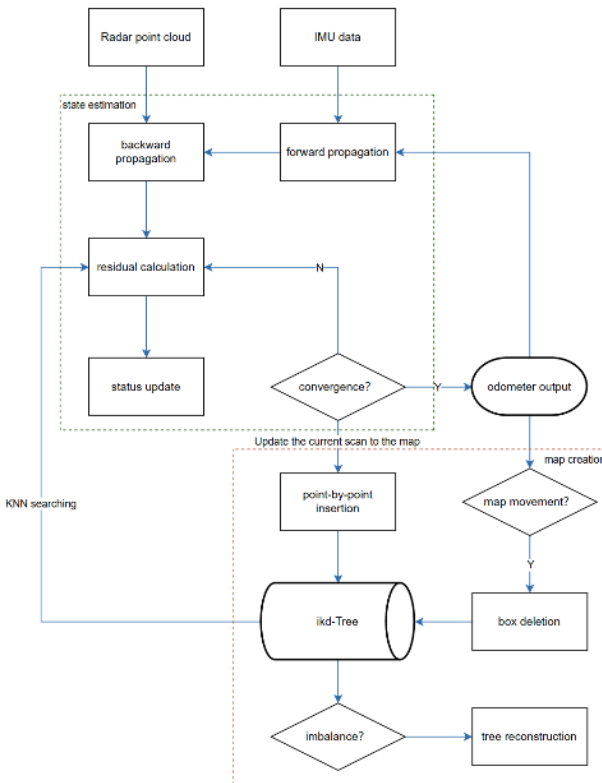 Radar point cloud
IMU data
state estimation
backward
propagation
forward propagation
residual calculation
N
status update
convergence?
Y
odometer output
Update the current scan to the map
map creation
KNN searching
point-by-point
insertion
map movement?
Y
ikd-Tree
box deletion
imbalance?
tree reconstruction